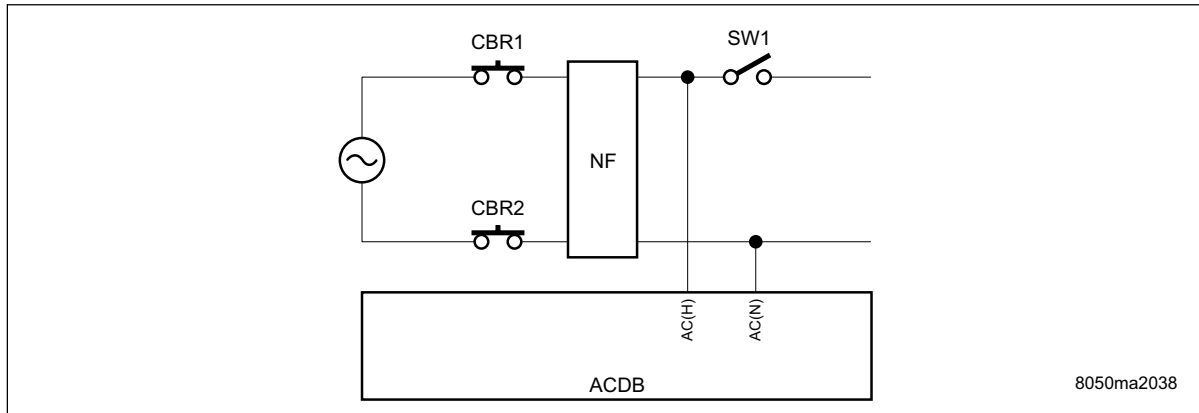 CBR1
SW1
NF
CBR2
AC(H)
AC(N)
ACDB
8050ma2038